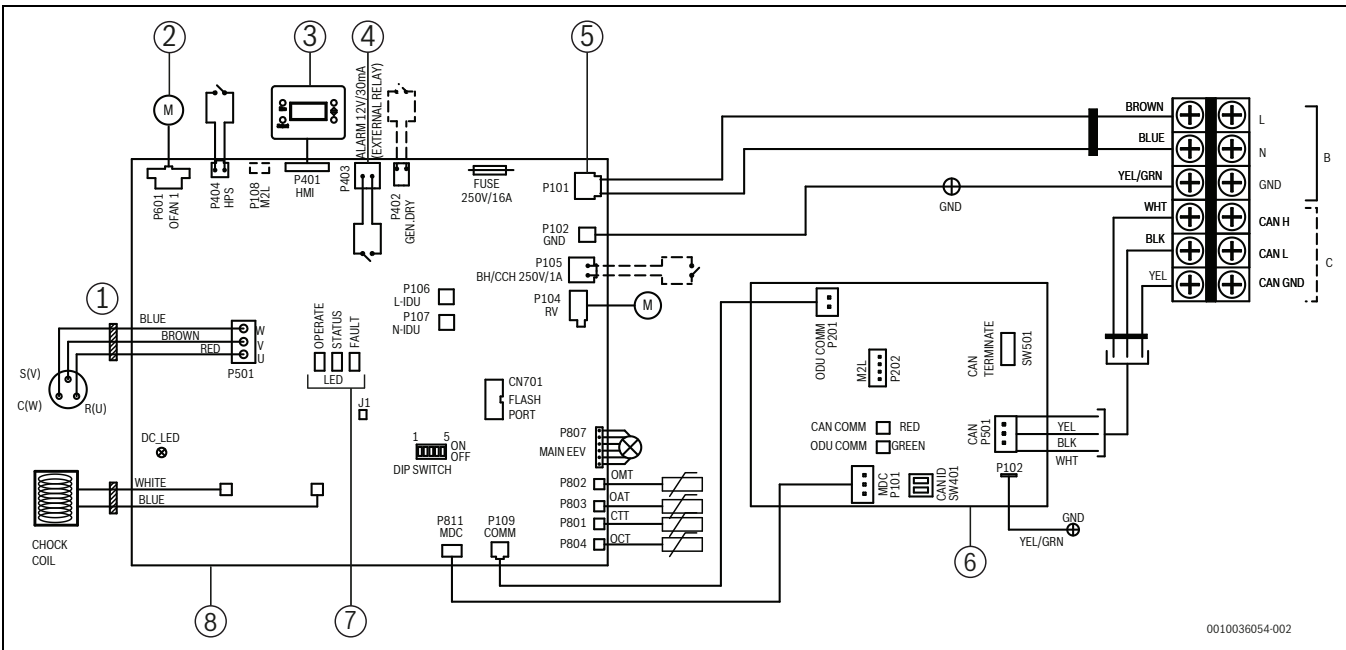 2
3
4
5
ALARM 12V/30mA
(EXTERNAL RELAY)
M
P601
OFAN 1
P404
HPS
P108
M2L
P401
HMI
P403
P402
GEN.DRY
FUSE
250V/16A
P101
P102
GND
P105
BH/CCH 250V/1A
P104
RV
M
BROWN
L
BLUE
N
YEL/GRN
GND
GND
B
WHT
CAN H
BLK
CAN L
YEL
CAN GND
C
1
BLUE
W
BROWN
V
RED
U
P501
S(V)
C(W)
R(U)
P106
L-IDU
P107
N-IDU
OPERATE
STATUS
FAULT
LED
J1
CN701
FLASH
PORT
DC_LED
1
5
ON
OFF
DIP SWITCH
P807
MAIN EEV
WHITE
BLUE
CHOCK
COIL
P802
OMT
P803
OAT
P801
CTT
P804
OCT
P811
MDC
P109
COMM
ODU COMM
P201
M2L
P202
CAN
TERMINATE
SW501
CAN COMM
RED
ODU COMM
GREEN
CAN
P501
YEL
BLK
WHT
MDC
P101
CAN ID
SW401
P102
GND
YEL/GRN
6
7
8
0010036054-002